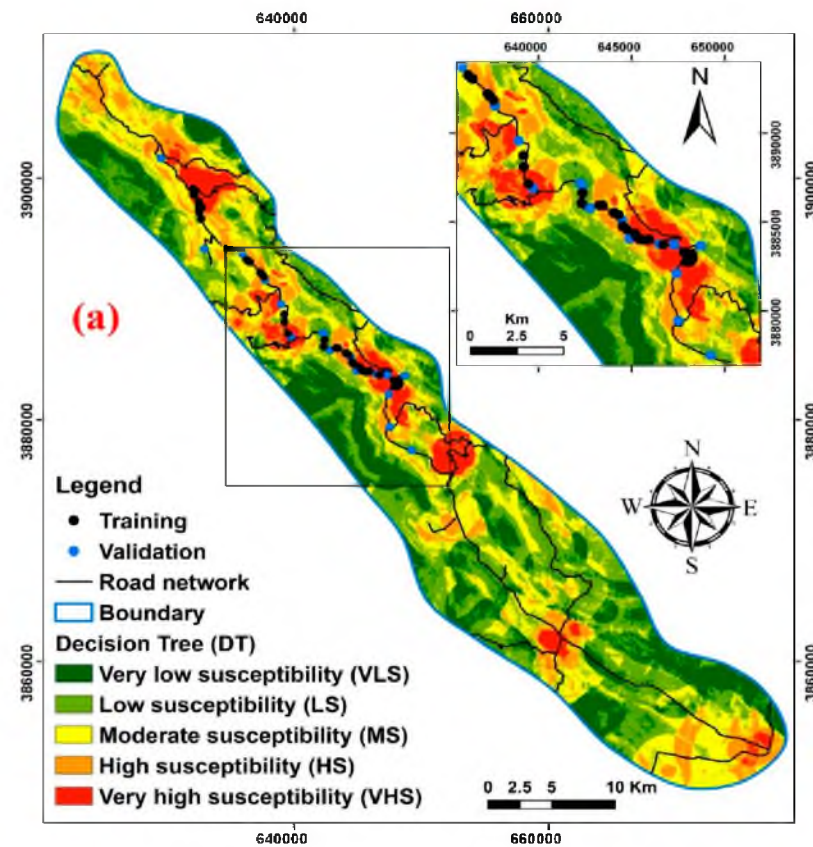 640000 660000
640000 645000 650000
N
3890000
3885000
3880000
Km
0 2.5 5
3900000
3900000
(a)
3880000
3880000
N
W E
S
Legend
Training
Validation
Road network
Boundary
Decision Tree (DT)
Very low susceptibility (VLS)
Low susceptibility (LS)
Moderate susceptibility (MS)
High susceptibility (HS)
Very high susceptibility (VHS)
3860000
3860000
0 2.5 5 10 Km
640000 660000